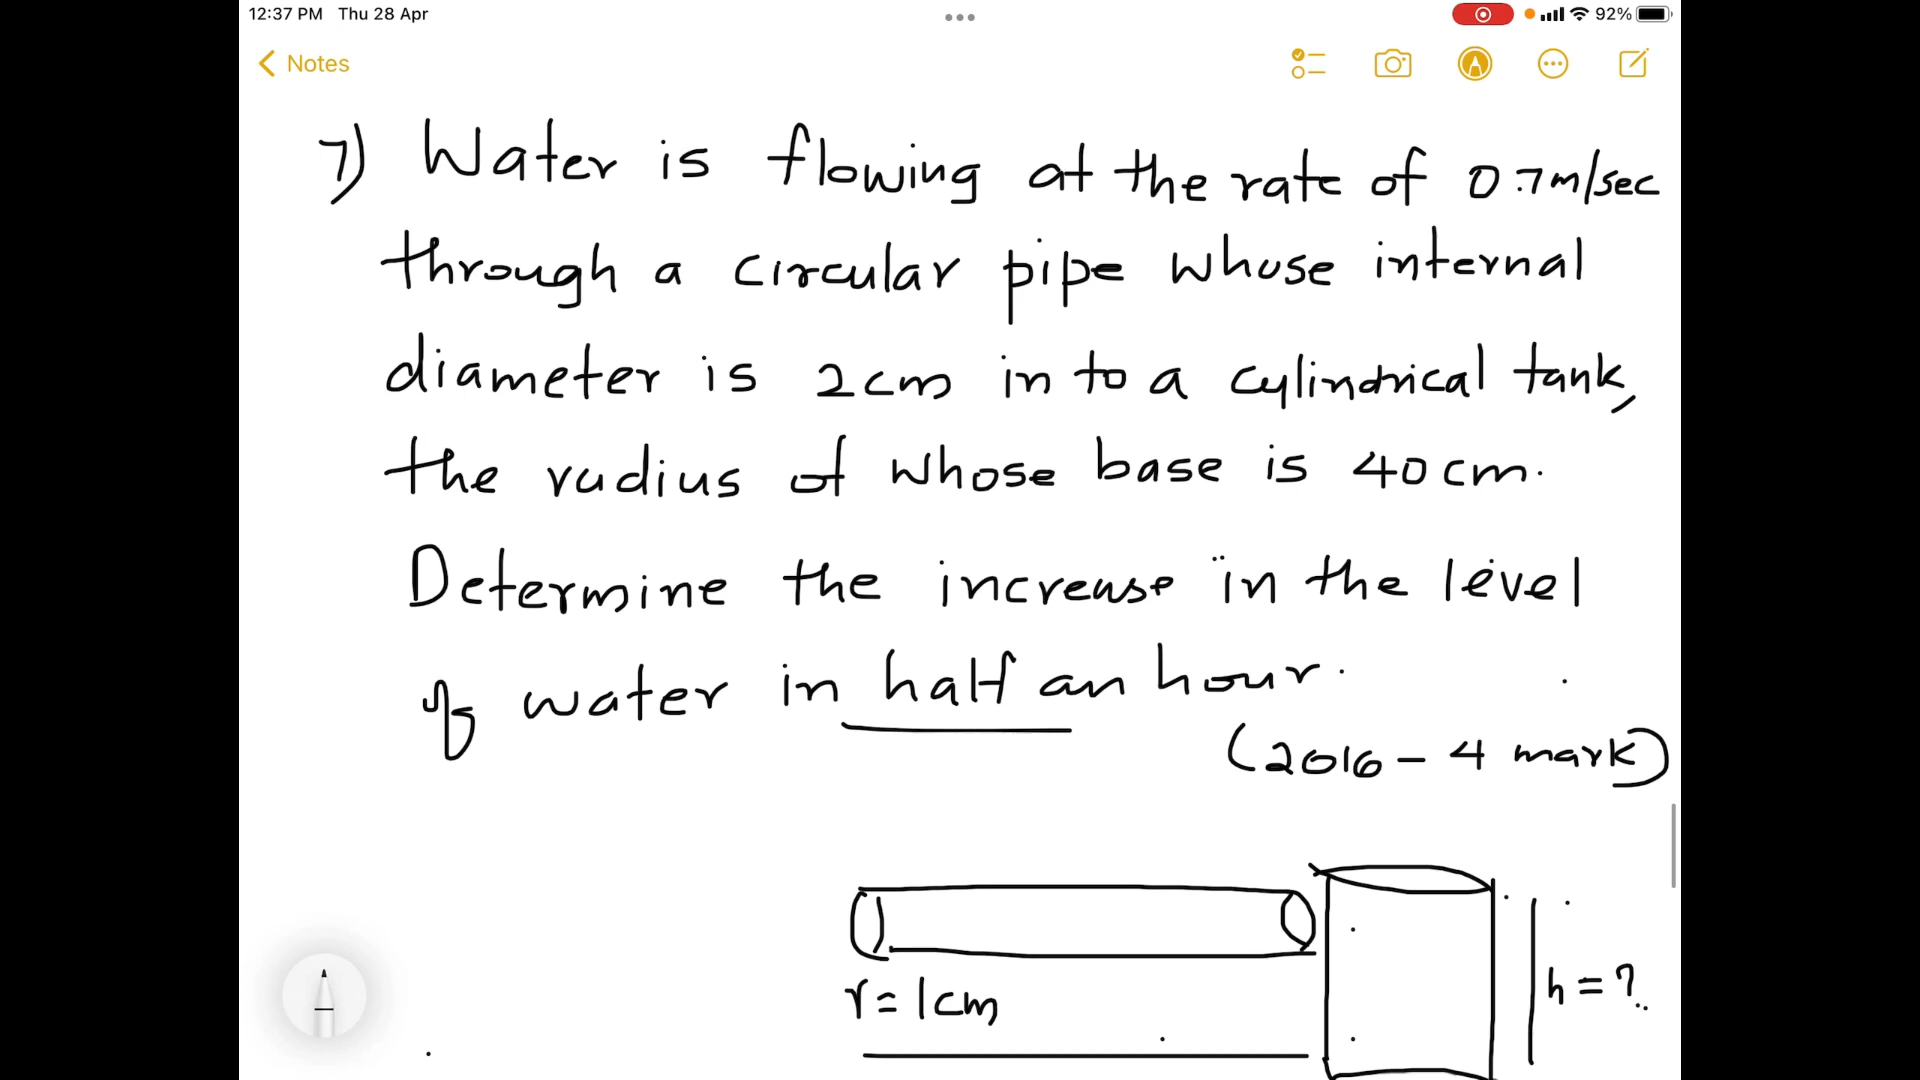 12:37 PM Thu 28 Apr
92%
Notes
7) Water is flowing at the rate of 0.7m/sec
through a circular pipe whose internal
diameter is 2cm in to a cylindrical tank,
the radius of whose base is 40cm.
Determine the increase in the level
of water in half an hour.
(2016 - 4 mark)
r = 1cm
h = ?